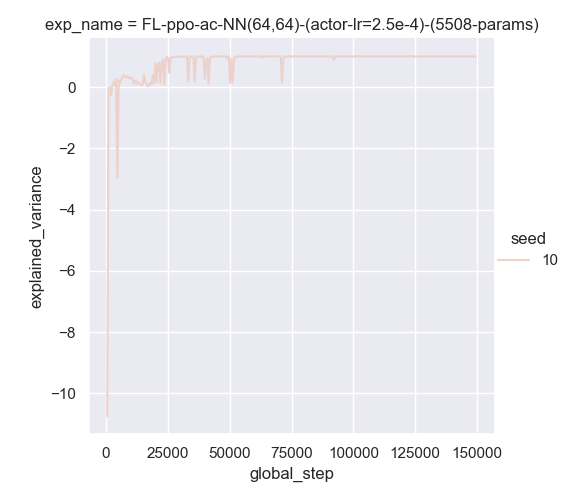 exp_name = FL-ppo-ac-NN(64,64)-(actor-lr=2.5e-4)-(5508-params)
0
−2
−4
−6
−8
−10
explained_variance
seed
10
0 25000 50000 75000 100000 125000 150000
global_step